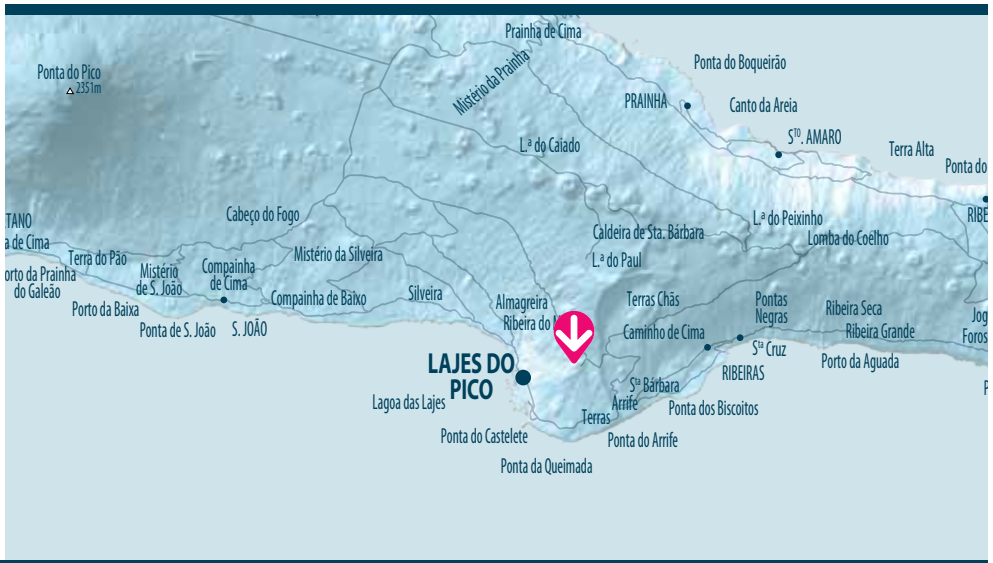 Prainha de Cima
Ponta do Boqueirão
Ponta do Pico
2351m
Mistério da Prainha
PRAINHA
Canto da Areia
STO. AMARO
L.ª do Caiado
Terra Alta
Ponta do
RIBE
TANO
a de Cima
Cabeço do Fogo
L.ª do Peixinho
Caldeira de Sta. Bárbara
Lomba do Coêlho
Terra do Pão
Mistério da Silveira
L.ª do Paul
orto da Prainha
do Galeão
Mistério
de S. João
Compainha
de Cima
Porto da Baixa
Compainha de Baixo
Silveira
Almagreira
Ribeira do
Terras Chãs
Pontas
Negras
Ribeira Seca
Jog
Foros
Ponta de S. João
S. JOÃO
Caminho de Cima
Ribeira Grande
Sta Cruz
Porto da Aguada
LAJES DO
PICO
RIBEIRAS
Sta Bárbara
Lagoa das Lajes
Arrife
Terras
Ponta dos Biscoitos
Ponta do Castelete
Ponta do Arrife
Ponta da Queimada